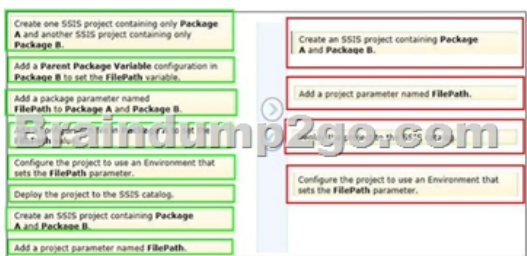 Create one SSIS project containing only Package
A and another SSIS project containing only
Package B.
Add a Parent Package Variable configuration in
Package B to set the FilePath variable.
Add a package parameter named
FilePath to Package A and Package B.
Braindump2go.com
Configure the project to use an Environment that
sets the FilePath parameter.
Deploy the project to the SSIS catalog.
Create an SSIS project containing Package
A and Package B.
Add a project parameter named FilePath.
Create an SSIS project containing Package
A and Package B.
Add a project parameter named FilePath.
to the SSIS
Configure the project to use an Environment that
sets the FilePath parameter.